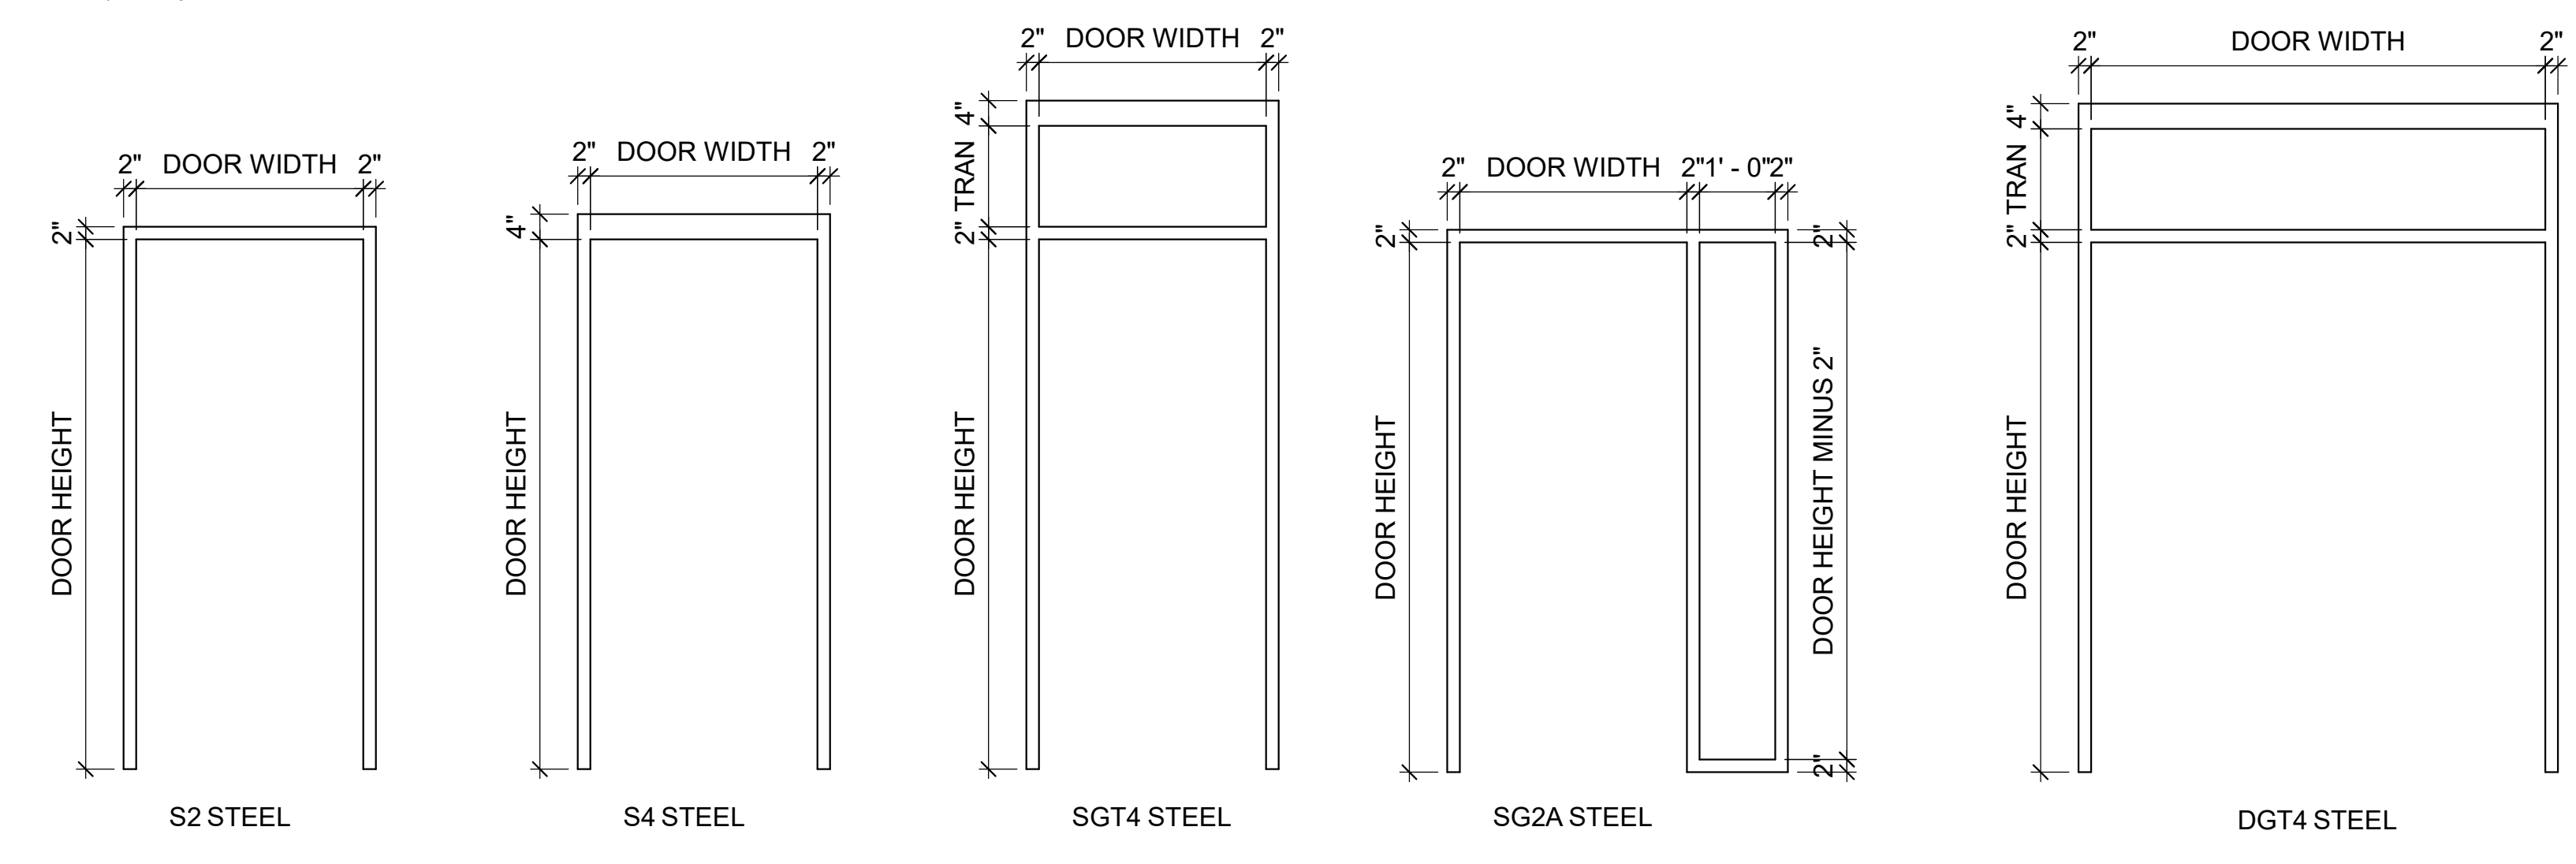 2" DOOR WIDTH 2"
2"
DOOR HEIGHT
S2 STEEL
2" DOOR WIDTH 2"
4"
DOOR HEIGHT
S4 STEEL
2" DOOR WIDTH 2"
4"
TRAN
2"
DOOR HEIGHT
SGT4 STEEL
2" DOOR WIDTH 2" 1' - 0" 2"
2"
DOOR HEIGHT
2"
DOOR HEIGHT MINUS 2"
2"
SG2A STEEL
2" DOOR WIDTH 2"
4"
TRAN
2"
DOOR HEIGHT
DGT4 STEEL